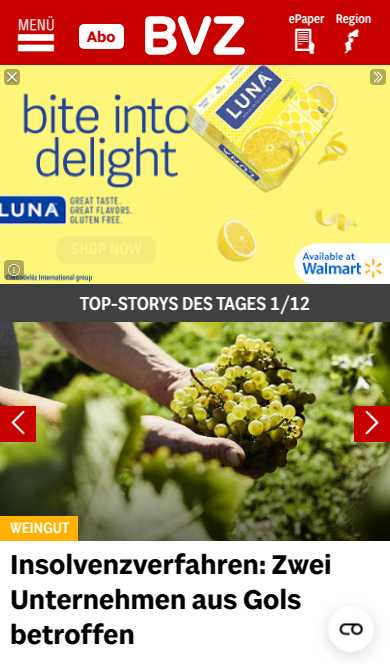 MENÜ
Abo
BVZ
ePaper
Region
bite into
delight
LUNA
LUNA
GREAT TASTE.
GREAT FLAVORS.
GLUTEN FREE.
SHOP NOW
Available at
Walmart
International group
TOP-STORYS DES TAGES 1/12
WEINGUT
Insolvenzverfahren: Zwei
Unternehmen aus Gols
betroffen